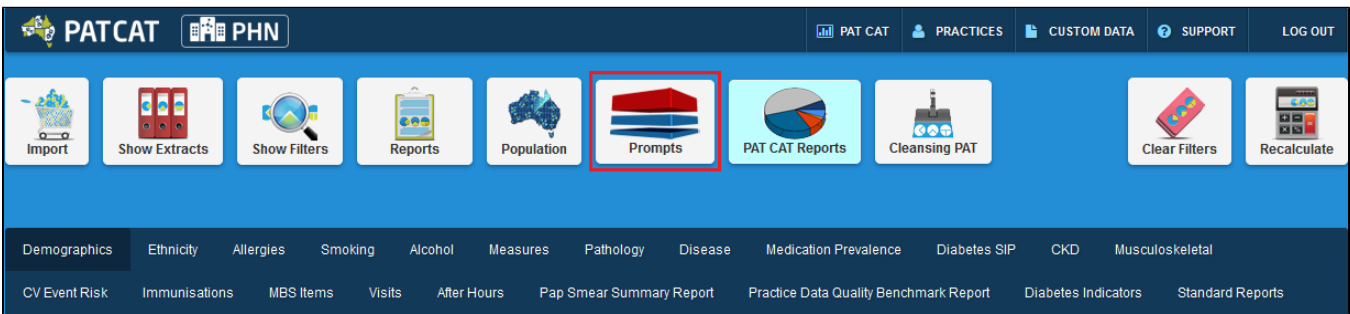 PATCAT PHN PAT CAT PRACTICES CUSTOM DATA SUPPORT LOG OUT
Import Show Extracts Show Filters Reports Population Prompts PAT CAT Reports Cleansing PAT Clear Filters Recalculate
Demographics Ethnicity Allergies Smoking Alcohol Measures Pathology Disease Medication Prevalence Diabetes SIP CKD Musculoskeletal
CV Event Risk Immunisations MBS Items Visits After Hours Pap Smear Summary Report Practice Data Quality Benchmark Report Diabetes Indicators Standard Reports